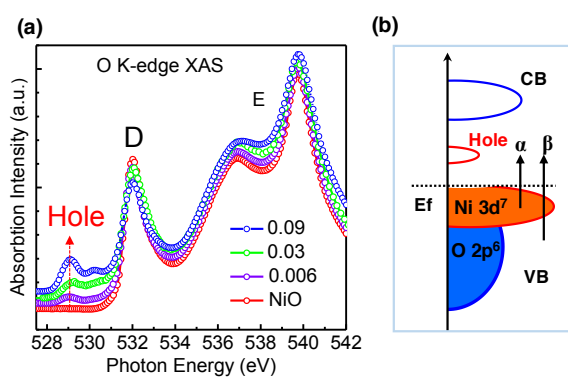 (a)
O K-edge XAS
E
D
Hole
0.09
0.03
0.006
NiO
Absorbtion Intensity (a.u.)
528 530 532 534 536 538 540 542
Photon Energy (eV)
(b)
CB
Hole
α β
Ef
Ni 3d⁷
O 2p⁶
VB